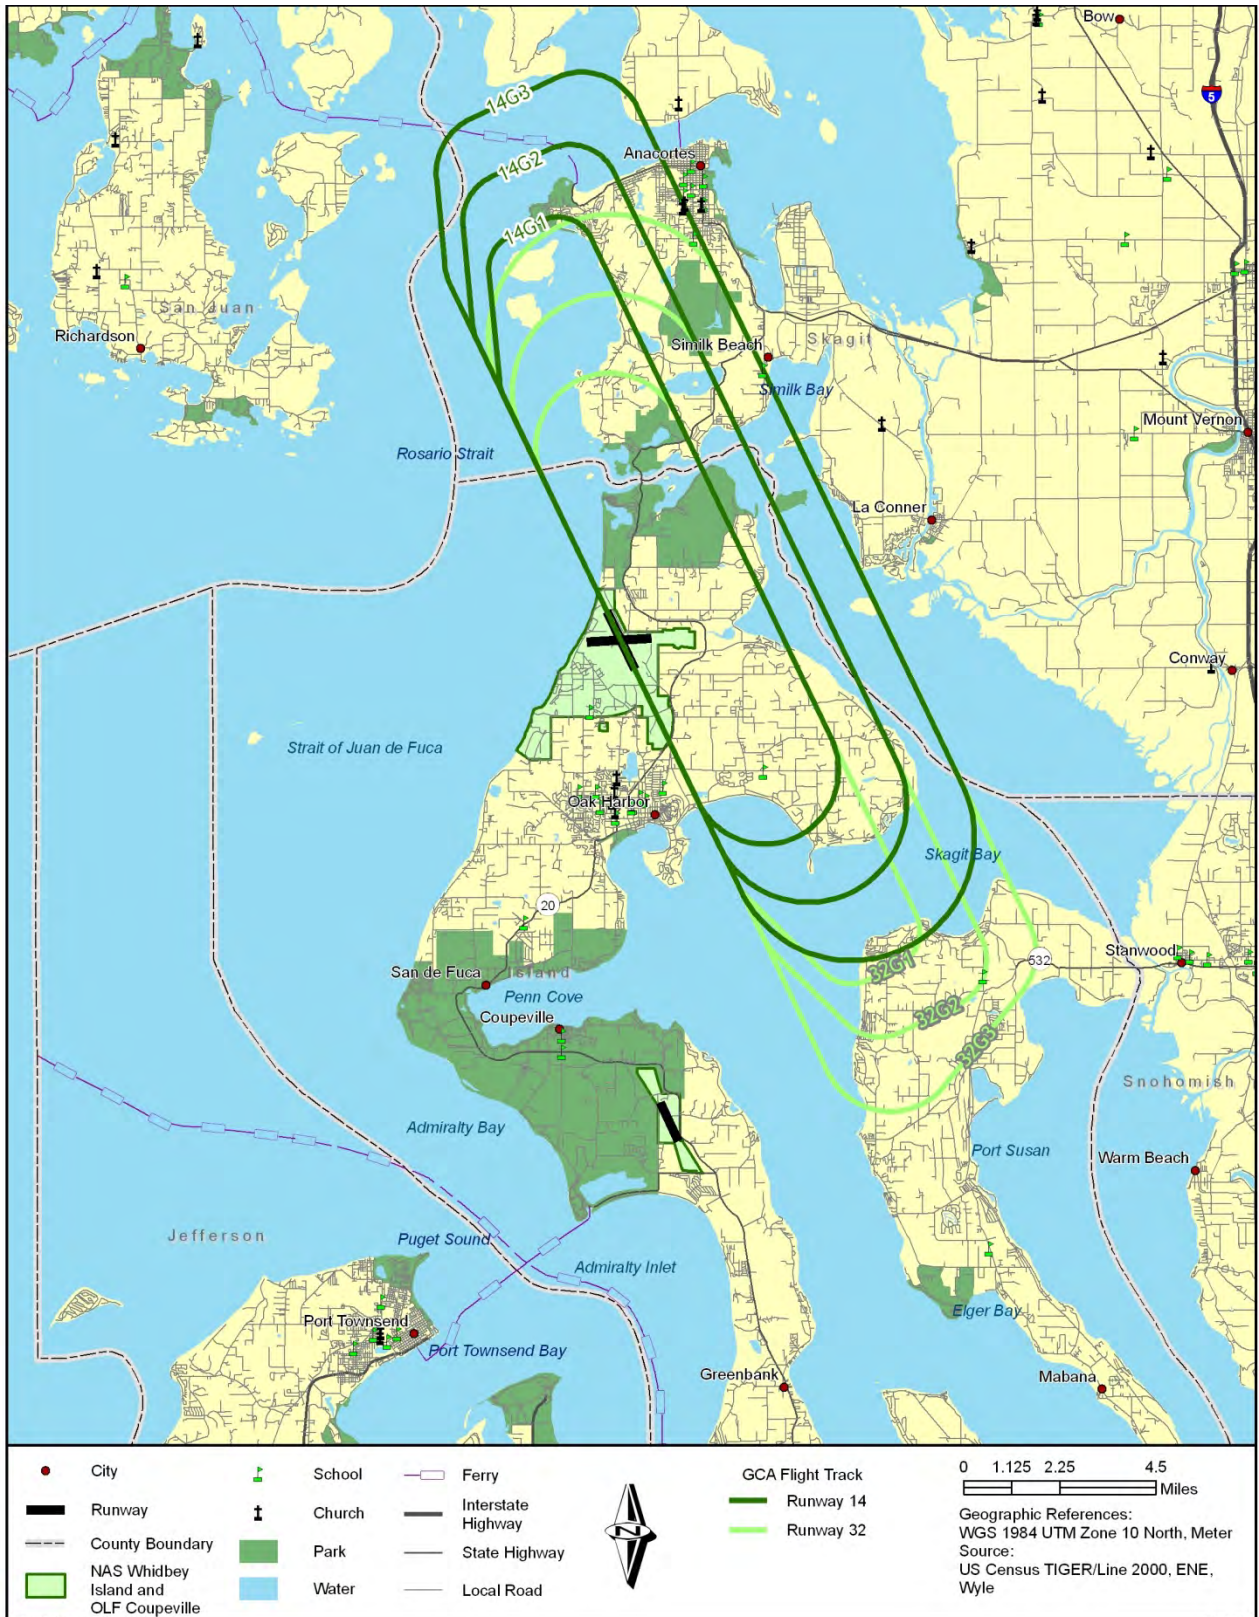 Bow
5
14G3
Anacortes
14G2
14G1
San Juan
Richardson
Similk Beach
Skagit
Similk Bay
Mount Vernon
Rosario Strait
La Conner
Conway
Strait of Juan de Fuca
Oak Harbor
Skagit Bay
20
Stanwood
532
San de Fuca
Island
32G1
Penn Cove
Coupeville
32G2
32G3
Snohomish
Admiralty Bay
Port Susan
Warm Beach
Jefferson
Puget Sound
Admiralty Inlet
Elger Bay
Port Townsend
Port Townsend Bay
Greenbank
Mabana
City
Runway
County Boundary
NAS Whidbey
Island and
OLF Coupeville
School
Church
Park
Water
Ferry
Interstate
Highway
State Highway
Local Road
N
GCA Flight Track
Runway 14
Runway 32
0 1.125 2.25 4.5
Miles
Geographic References:
WGS 1984 UTM Zone 10 North, Meter
Source:
US Census TIGER/Line 2000, ENE,
Wyle